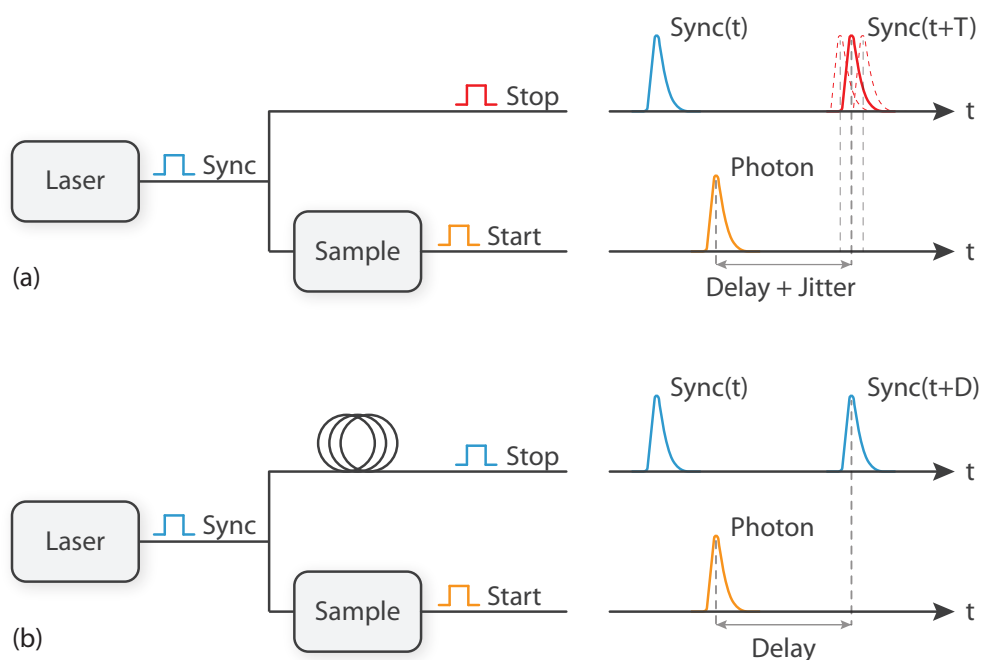 Sync(t)
Sync(t+T)
Stop
t
Laser
Sync
Photon
Sample
Start
t
(a)
Delay + Jitter
Sync(t)
Sync(t+D)
Stop
t
Laser
Sync
Photon
Sample
Start
t
(b)
Delay